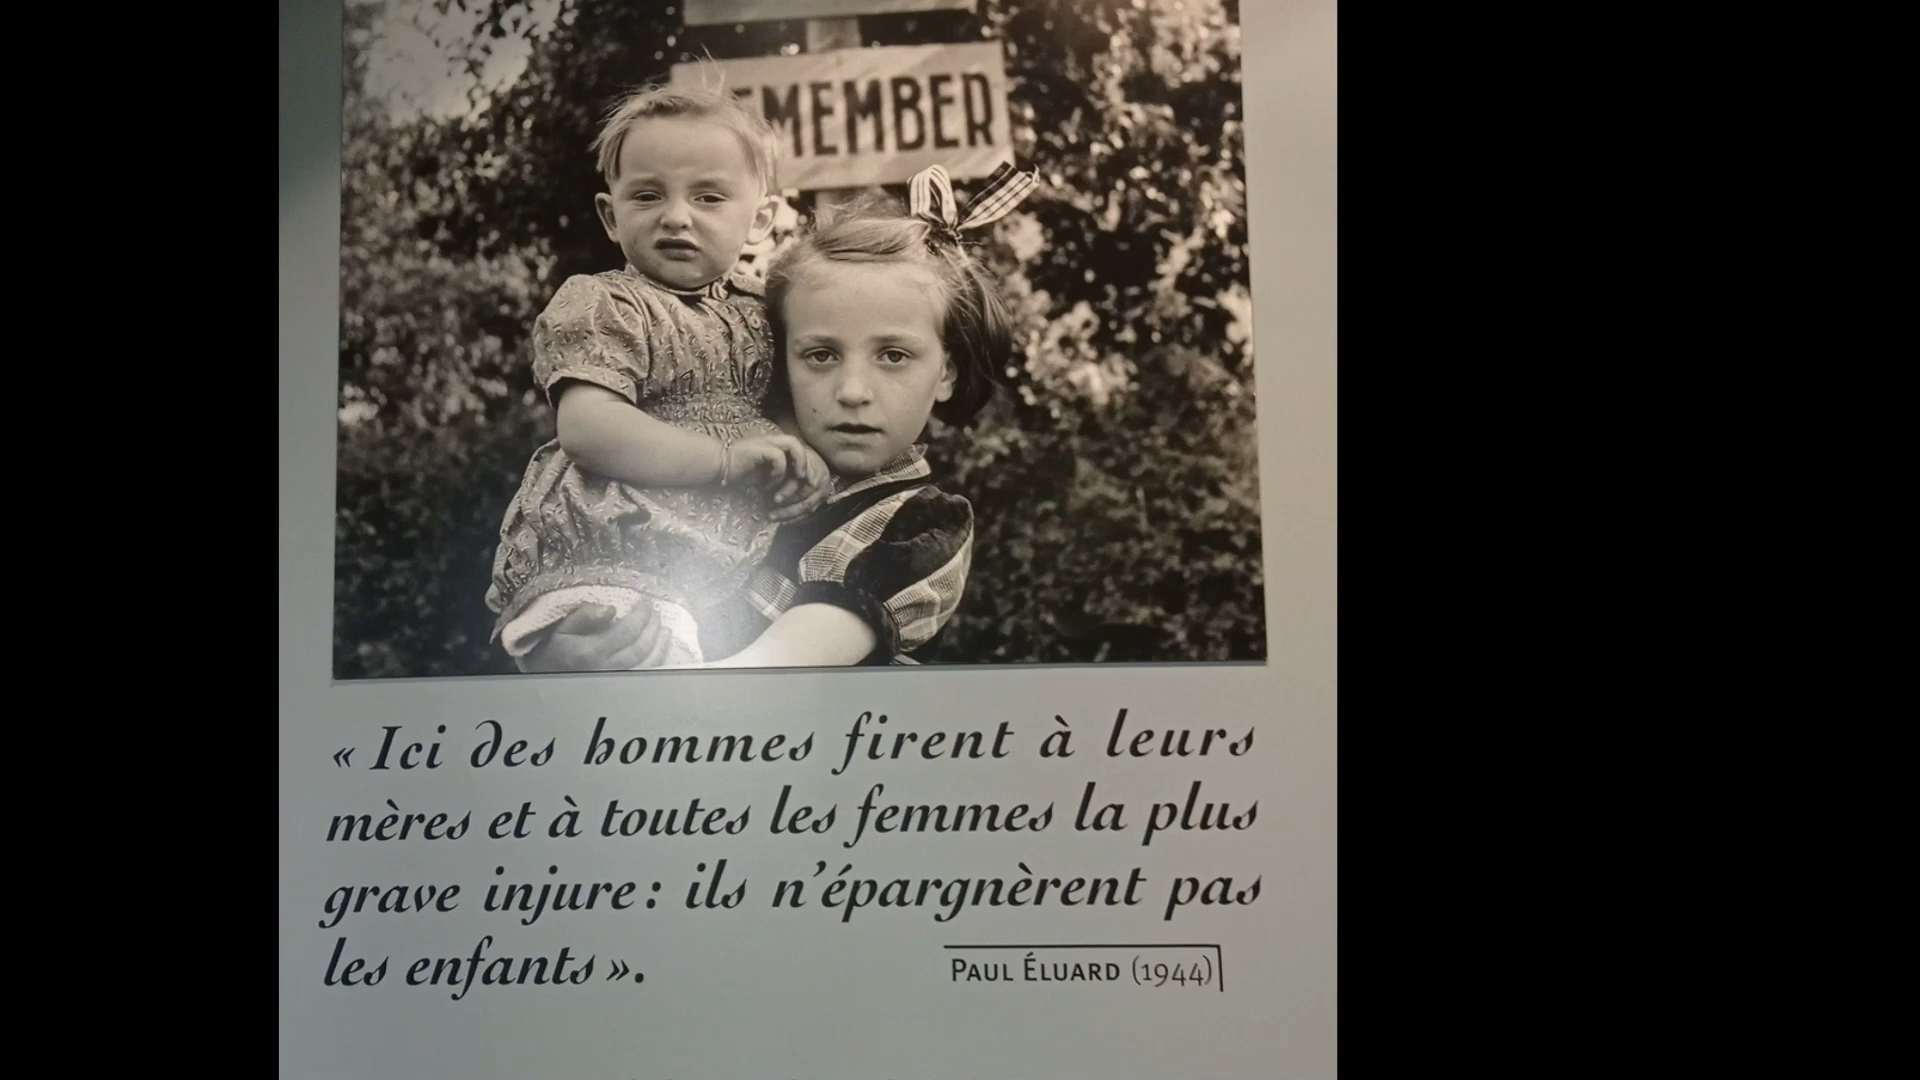 EMEMBER
« Ici des hommes firent à leurs
mères et à toutes les femmes la plus
grave injure : ils n'épargnèrent pas
les enfants ».
PAUL ÉLUARD (1944)